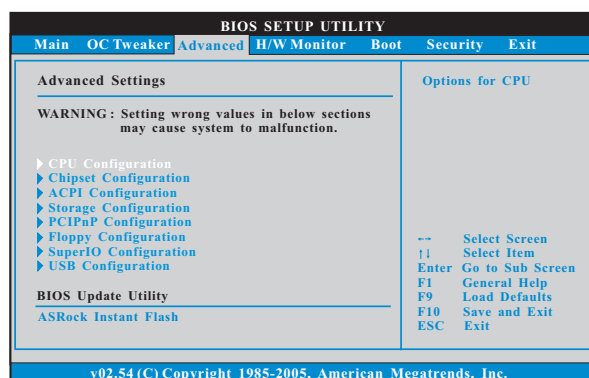 BIOS SETUP UTILITY
Main OC Tweaker Advanced H/W Monitor Boot Security Exit
Advanced Settings
WARNING : Setting wrong values in below sections
may cause system to malfunction.
CPU Configuration
Chipset Configuration
ACPI Configuration
Storage Configuration
PCIPnP Configuration
Floppy Configuration
SuperIO Configuration
USB Configuration
BIOS Update Utility
ASRock Instant Flash
Options for CPU
←→ Select Screen
↑↓ Select Item
Enter Go to Sub Screen
F1 General Help
F9 Load Defaults
F10 Save and Exit
ESC Exit
v02.54 (C) Copyright 1985-2005, American Megatrends, Inc.